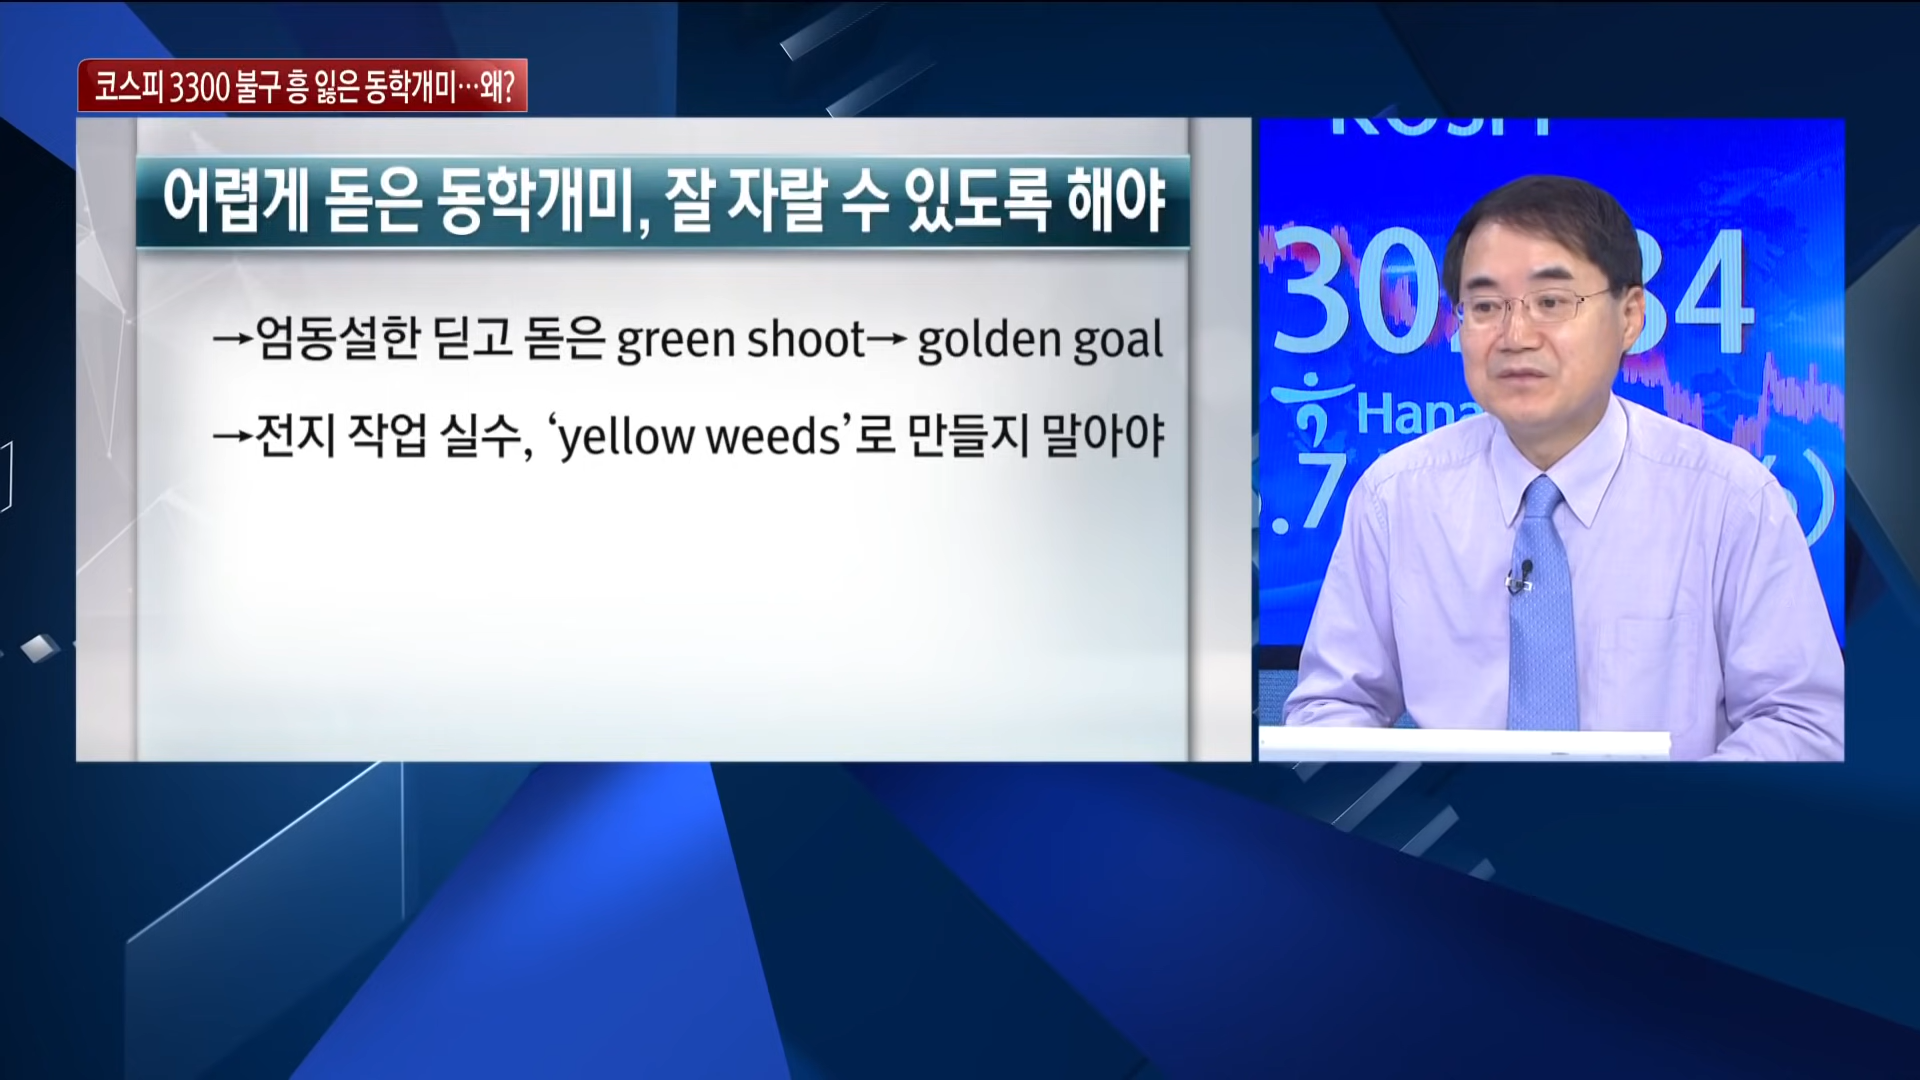 코스피 3300 불구 흥 잃은 동학개미…왜?
어렵게 돋은 동학개미, 잘 자랄 수 있도록 해야
→엄동설한 딛고 돋은 green shoot→ golden goal
→전지 작업 실수, ‘yellow weeds’로 만들지 말아야
KOSPI
Hana